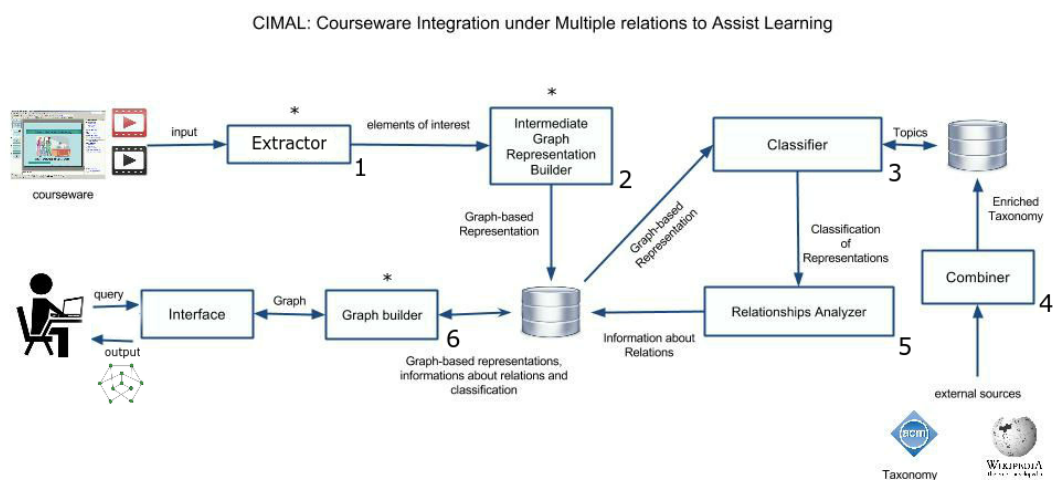 CIMAL: Courseware Integration under Multiple relations to Assist Learning
*
*
input
Extractor
1
elements of interest
Intermediate
Graph
Representation
Builder
2
Classifier
3
Topics
courseware
Graph-based
Representation
Graph-based
Representation
Classification
of
Representations
Enriched
Taxonomy
Combiner
4
*
query
Interface
Graph
Graph builder
6
Relationships Analyzer
5
output
Information about
Relations
Graph-based representations,
informations about relations and
classification
external sources
acm
Taxonomy
WIKIPEDIA